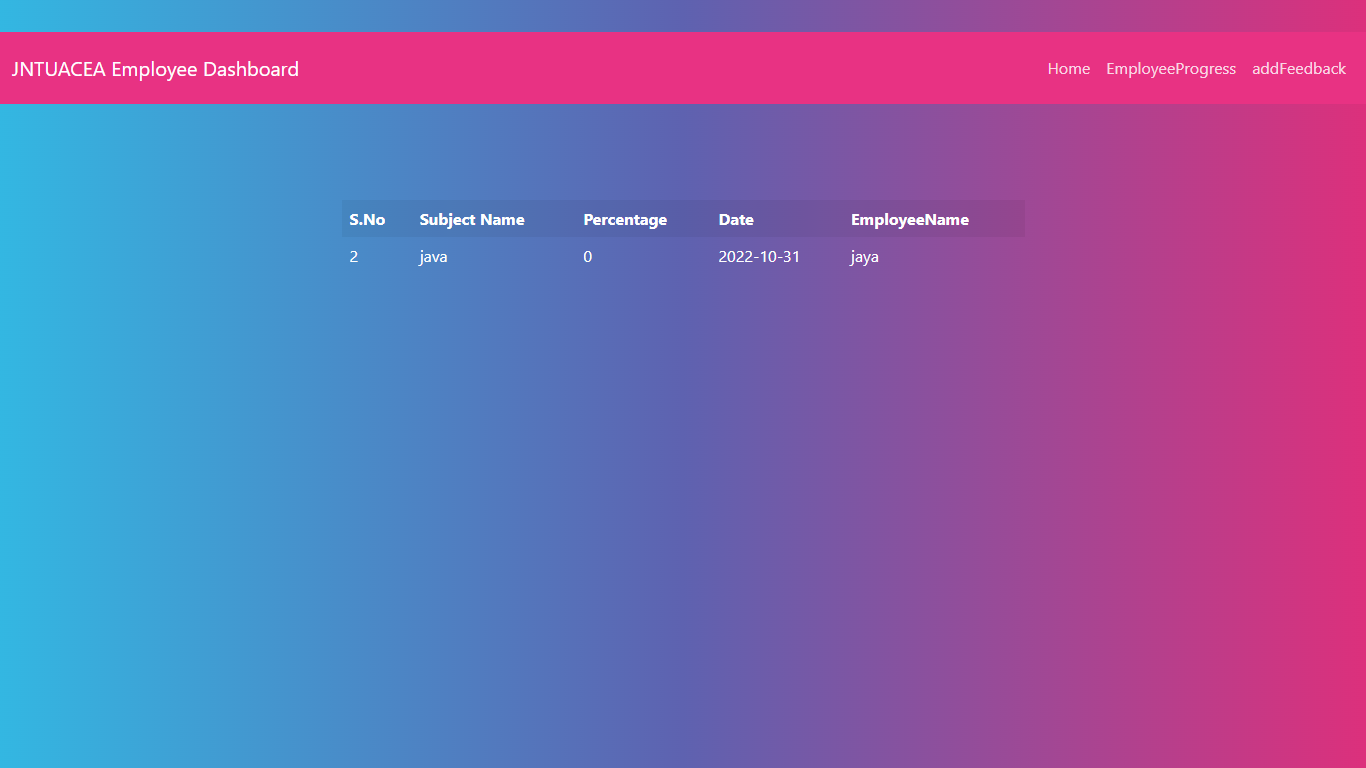 JNTUACEA Employee Dashboard Home EmployeeProgress addFeedback
S.No Subject Name Percentage Date EmployeeName
2 java 0 2022-10-31 jaya